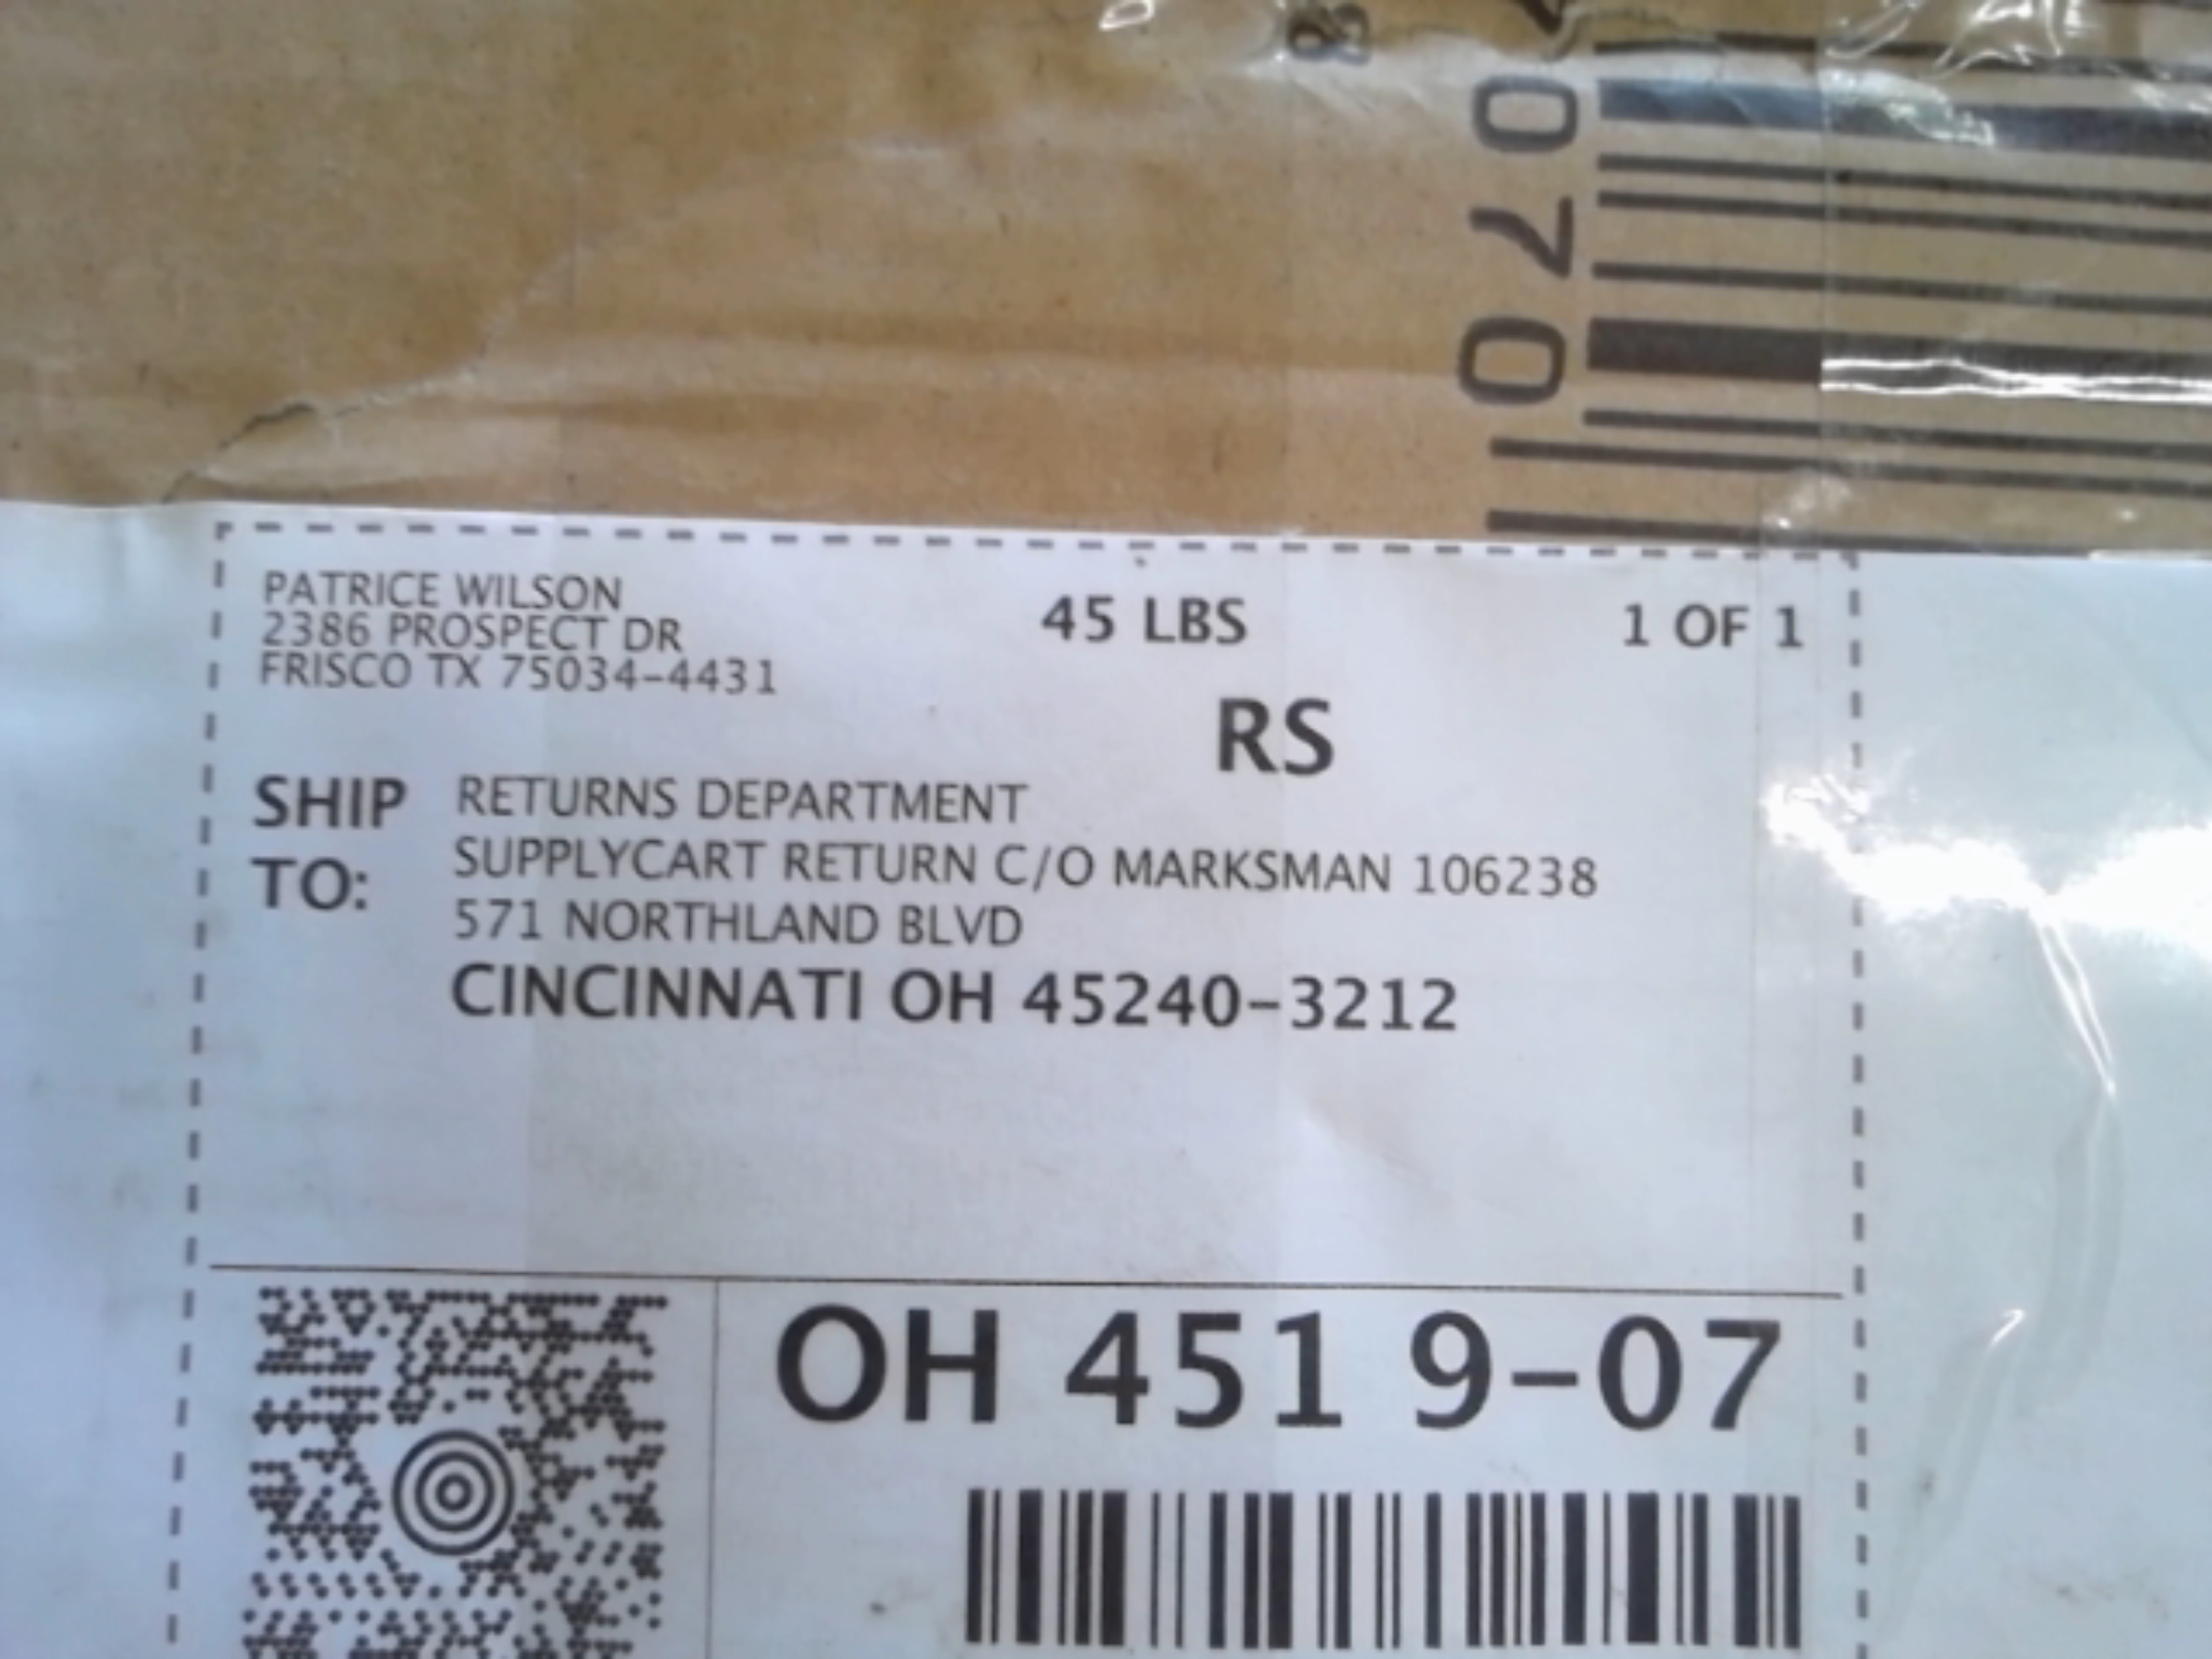 070
PATRICE WILSON
2386 PROSPECT DR
FRISCO TX 75034-4431
45 LBS
1 OF 1
RS
SHIP TO:
RETURNS DEPARTMENT
SUPPLYCART RETURN C/O MARKSMAN 106238
571 NORTHLAND BLVD
CINCINNATI OH 45240-3212
OH 451 9-07